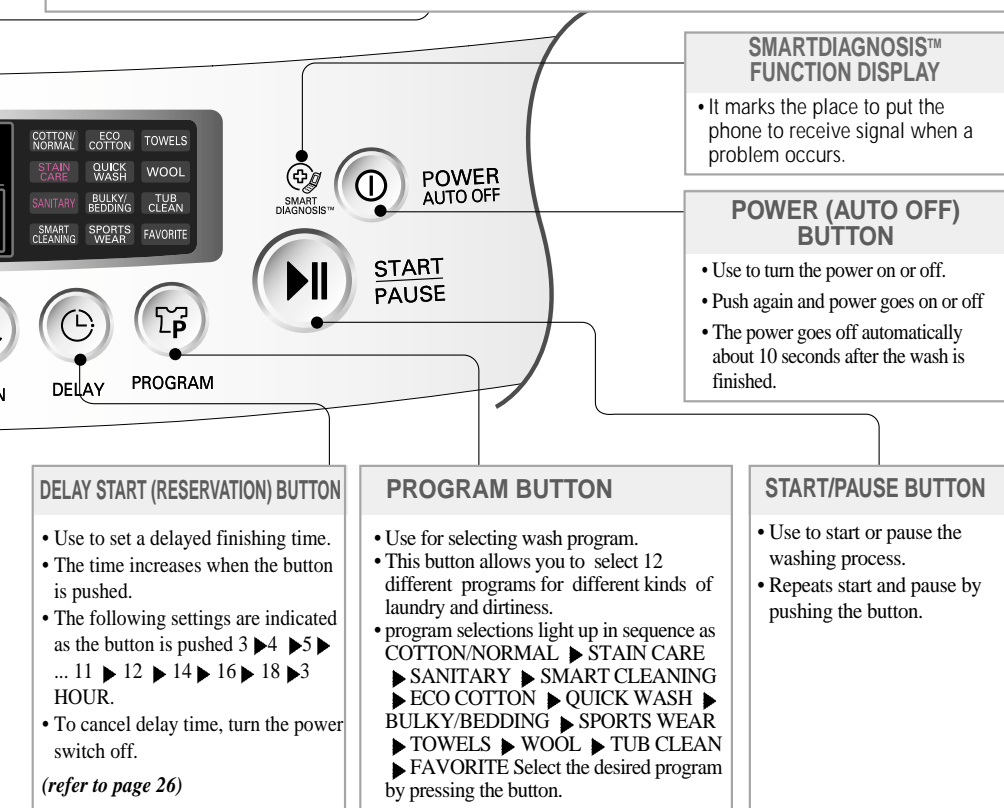 SMARTDIAGNOSIS™
FUNCTION DISPLAY
• It marks the place to put the
phone to receive signal when a
problem occurs.
COTTON/
NORMAL
ECO
COTTON
TOWELS
STAIN
CARE
QUICK
WASH
WOOL
SANITARY
BULKY/
BEDDING
TUB
CLEAN
SMART
CLEANING
SPORTS
WEAR
FAVORITE
SMART
DIAGNOSIS™
POWER
AUTO OFF
START
PAUSE
P
N
DELAY
PROGRAM
POWER (AUTO OFF)
BUTTON
• Use to turn the power on or off.
• Push again and power goes on or off
• The power goes off automatically
about 10 seconds after the wash is
finished.
DELAY START (RESERVATION) BUTTON
• Use to set a delayed finishing time.
• The time increases when the button
is pushed.
• The following settings are indicated
as the button is pushed 3 ▶4 ▶5 ▶
... 11 ▶ 12 ▶ 14 ▶ 16 ▶ 18 ▶3
HOUR.
• To cancel delay time, turn the power
switch off.
(refer to page 26)
PROGRAM BUTTON
• Use for selecting wash program.
• This button allows you to select 12
different programs for different kinds of
laundry and dirtiness.
• program selections light up in sequence as
COTTON/NORMAL ▶ STAIN CARE
▶ SANITARY ▶ SMART CLEANING
▶ ECO COTTON ▶ QUICK WASH ▶
BULKY/BEDDING ▶ SPORTS WEAR
▶ TOWELS ▶ WOOL ▶ TUB CLEAN
▶ FAVORITE Select the desired program
by pressing the button.
START/PAUSE BUTTON
• Use to start or pause the
washing process.
• Repeats start and pause by
pushing the button.